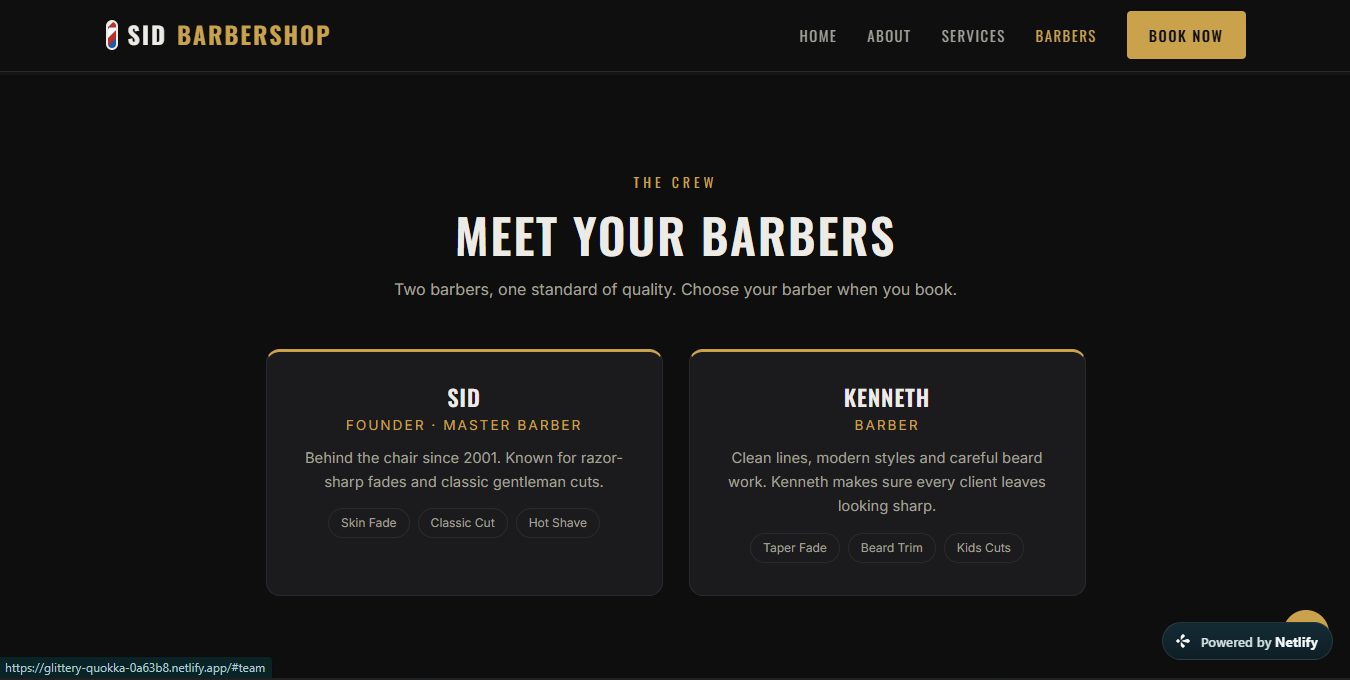 SID BARBERSHOP
HOME ABOUT SERVICES BARBERS BOOK NOW
THE CREW
MEET YOUR BARBERS
Two barbers, one standard of quality. Choose your barber when you book.
SID
FOUNDER · MASTER BARBER
Behind the chair since 2001. Known for razor-
sharp fades and classic gentleman cuts.
Skin Fade Classic Cut Hot Shave
KENNETH
BARBER
Clean lines, modern styles and careful beard
work. Kenneth makes sure every client leaves
looking sharp.
Taper Fade Beard Trim Kids Cuts
Powered by Netlify
https://glittery-quokka-0a63b8.netlify.app/#team